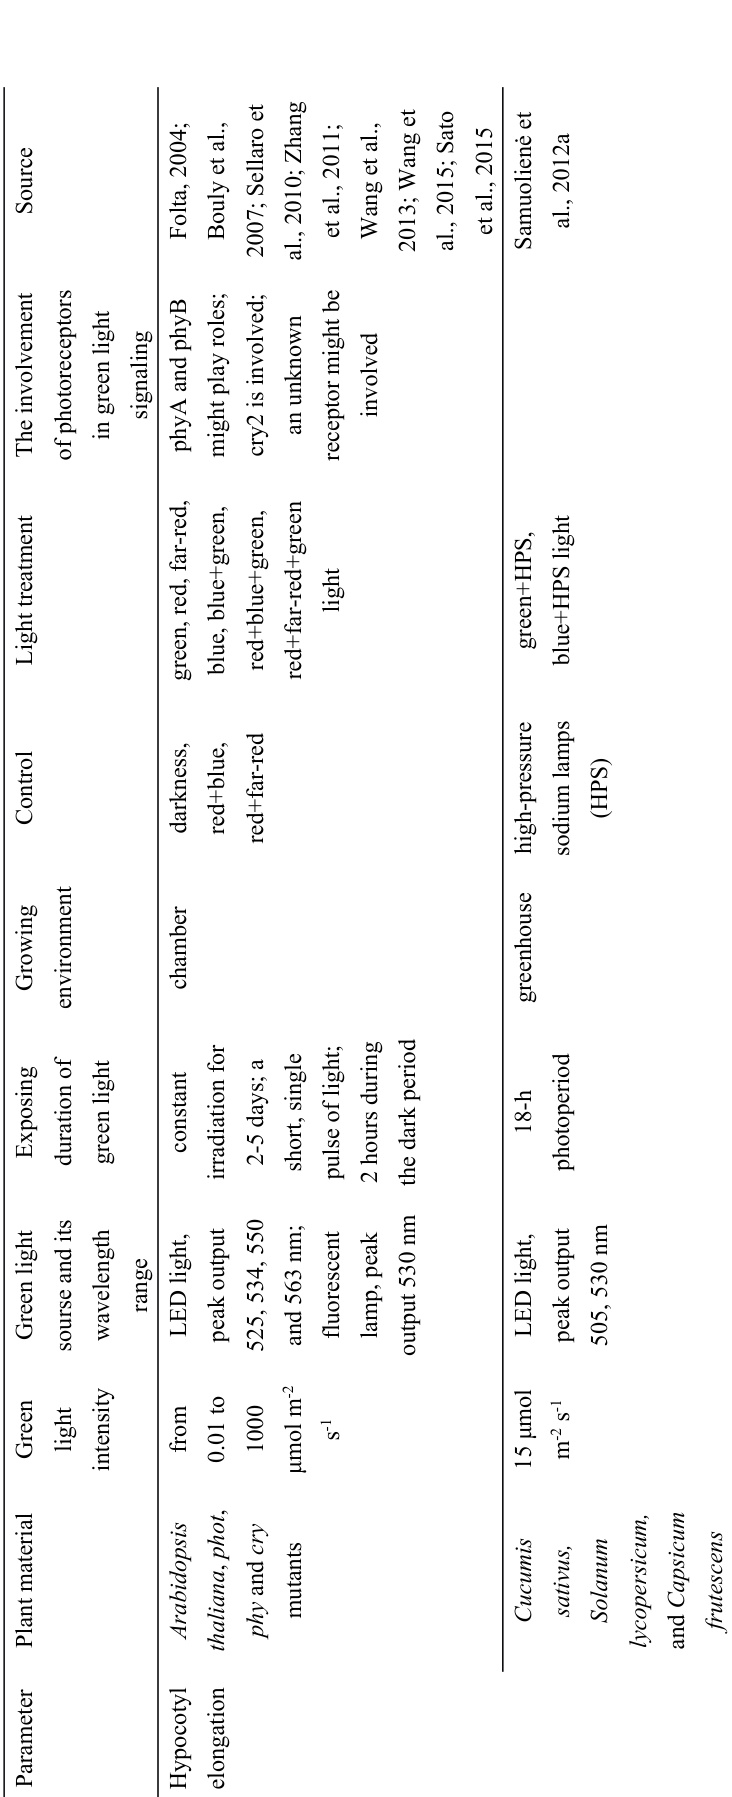 Parameter
Plant material
Green
light
intensity
Green light
sourse and its
wavelength
range
Exposing
duration of
green light
Growing
environment
Control
Light treatment
The involvement
of photoreceptors
in green light
signaling
Source
Hypocotyl
elongation
Arabidopsis
thaliana, phot,
phy and cry
mutants
from
0.01 to
1000
μmol m-2
s-1
LED light,
peak output
525, 534, 550
and 563 nm;
fluorescent
lamp, peak
output 530 nm
constant
irradiation for
2-5 days; a
short, single
pulse of light;
2 hours during
the dark period
chamber
darkness,
red+blue,
red+far-red
green, red, far-red,
blue, blue+green,
red+blue+green,
red+far-red+green
light
phyA and phyB
might play roles;
cry2 is involved;
an unknown
receptor might be
involved
Folta, 2004;
Bouly et al.,
2007; Sellaro et
al., 2010; Zhang
et al., 2011;
Wang et al.,
2013; Wang et
al., 2015; Sato
et al., 2015
Cucumis
sativus,
Solanum
lycopersicum,
and Capsicum
frutescens
15 μmol
m-2 s-1
LED light,
peak output
505, 530 nm
18-h
photoperiod
greenhouse
high-pressure
sodium lamps
(HPS)
green+HPS,
blue+HPS light
Samuolienė et
al., 2012a